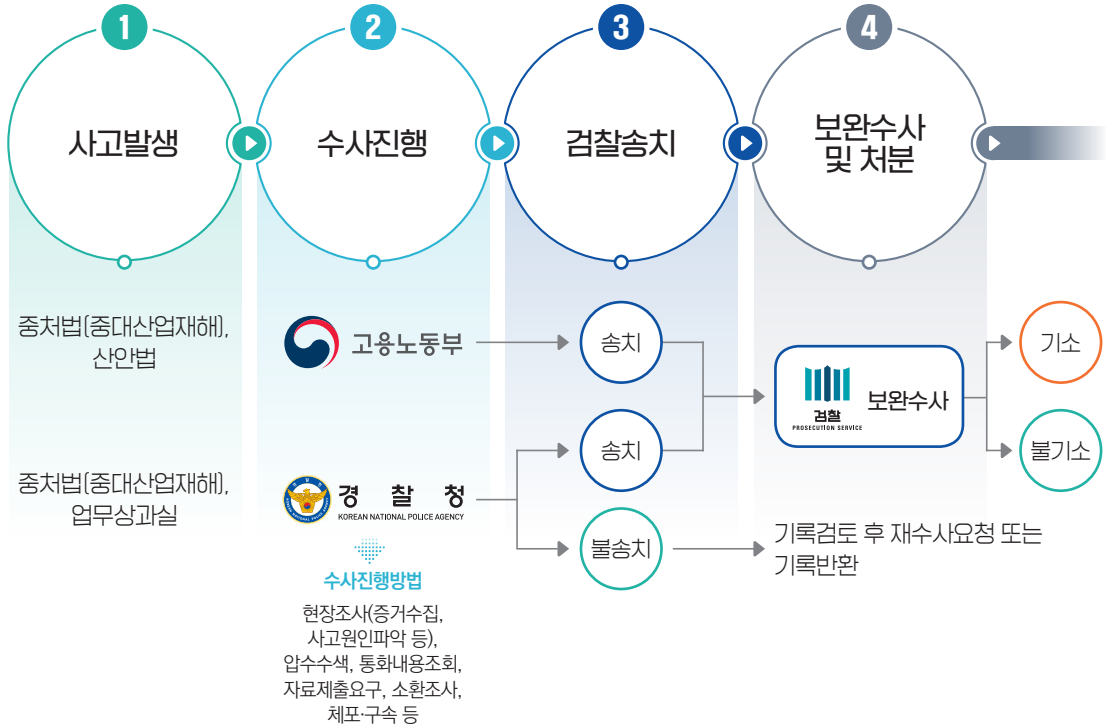 1
사고발생
2
수사진행
3
검찰송치
4
보완수사
및 처분
중처법(중대산업재해),
산안법
고용노동부
송치
송치
검찰
PROSECUTION SERVICE
보완수사
기소
불기소
중처법(중대산업재해),
업무상과실
경찰청
KOREAN NATIONAL POLICE AGENCY
불송치
기록검토 후 재수사요청 또는
기록반환
수사진행방법
현장조사(증거수집,
사고원인파악 등),
압수수색, 통화내용조회,
자료제출요구, 소환조사,
체포·구속 등